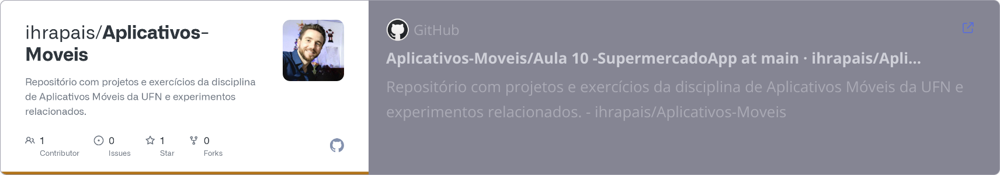 ihrapais/Aplicativos-
Moveis
Repositório com projetos e exercícios da disciplina
de Aplicativos Móveis da UFN e experimentos
relacionados.
1
Contributor
0
Issues
1
Star
0
Forks
GitHub
Aplicativos-Moveis/Aula 10 -SupermercadoApp at main · ihrapais/Apli...
Repositório com projetos e exercícios da disciplina de Aplicativos Móveis da UFN e
experimentos relacionados. - ihrapais/Aplicativos-Moveis